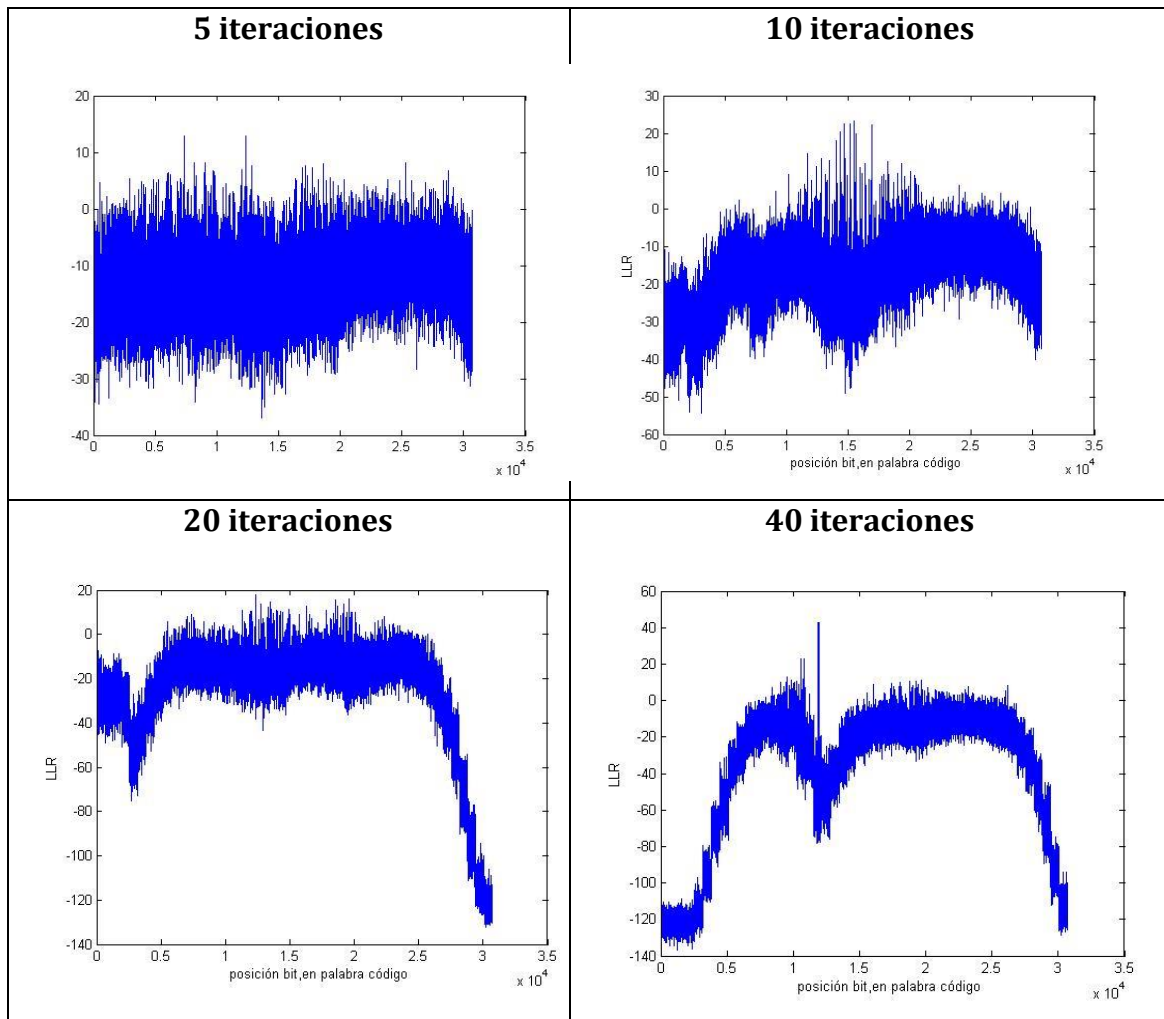 5 iteraciones
20
10
0
-10
-20
-30
-40
0 0.5 1 1.5 2 2.5 3 3.5
x 10^4
10 iteraciones
30
20
10
0
-10
-20
-30
-40
-50
-60
LLR
0 0.5 1 1.5 2 2.5 3 3.5
posición bit,en palabra código
x 10^4
20 iteraciones
20
0
-20
-40
-60
-80
-100
-120
-140
LLR
0 0.5 1 1.5 2 2.5 3 3.5
posición bit,en palabra código
x 10^4
40 iteraciones
60
40
20
0
-20
-40
-60
-80
-100
-120
-140
LLR
0 0.5 1 1.5 2 2.5 3 3.5
posición bit,en palabra código
x 10^4